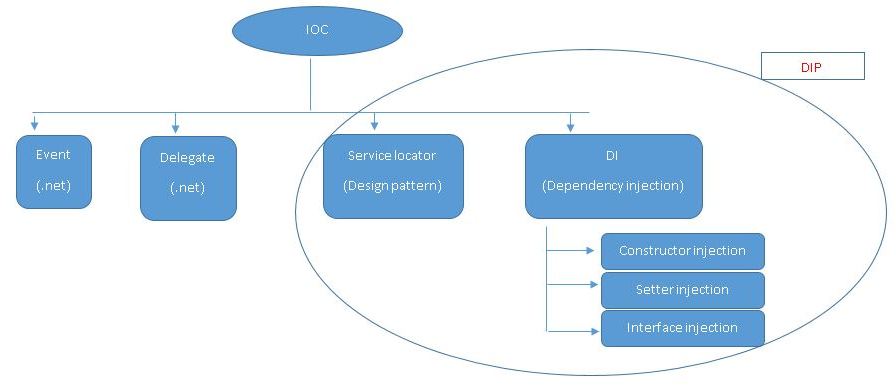 IOC
DIP
Event
(.net)
Delegate
(.net)
Service locator
(Design pattern)
DI
(Dependency injection)
Constructor injection
Setter injection
Interface injection